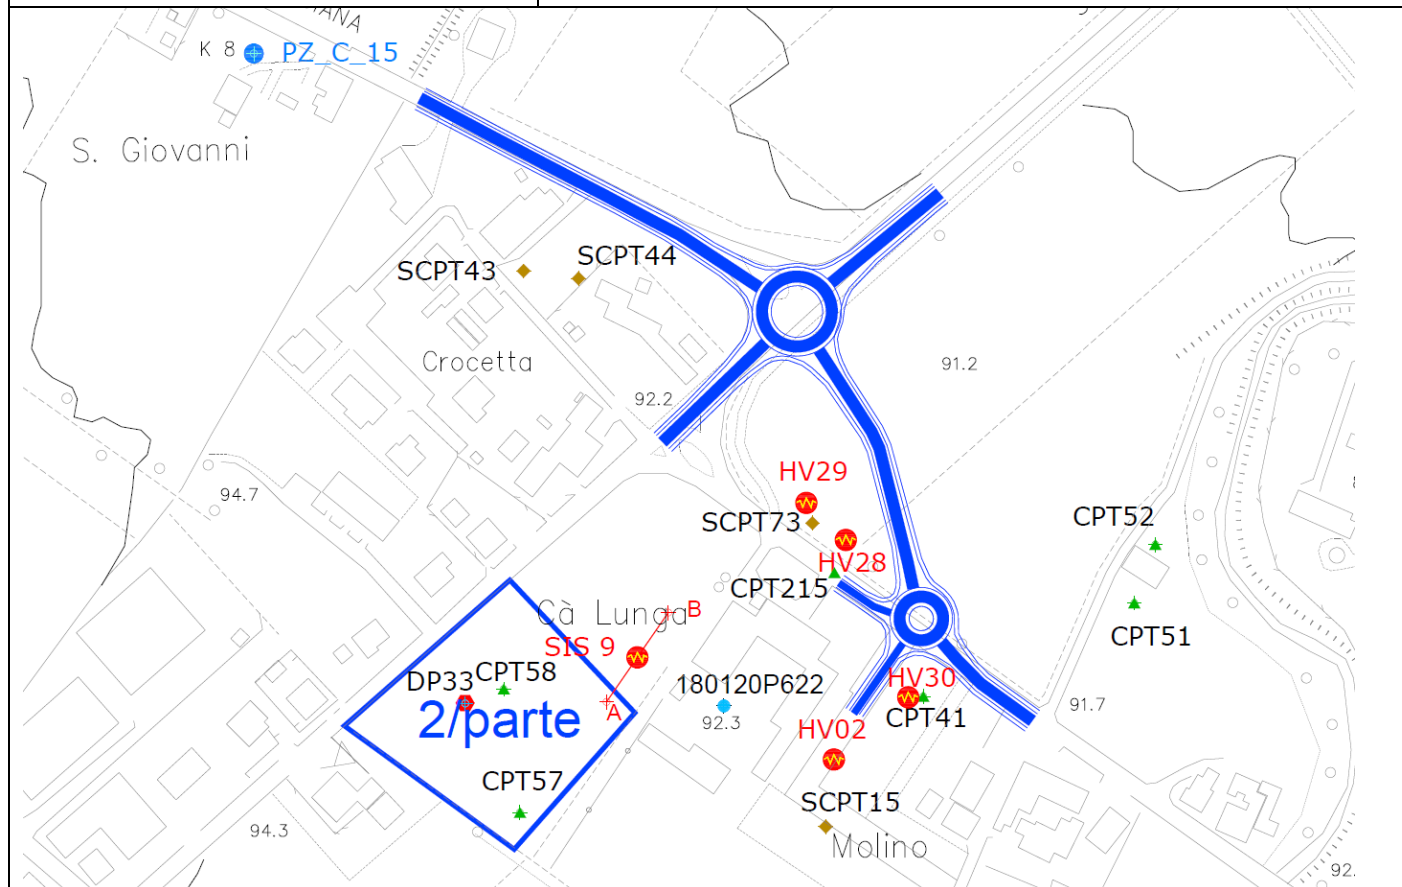 K 8
PZ_C_15
S. Giovanni
SCPT43
SCPT44
Crocetta
91.2
92.2
HV29
94.7
SCPT73
CPT52
HV28
CPT215
Cà Lunga
B
CPT51
SIS 9
DP33
CPT58
180120P622
HV30
A
2/parte
92.3
CPT41
91.7
HV02
CPT57
SCPT15
94.3
Molino
92.